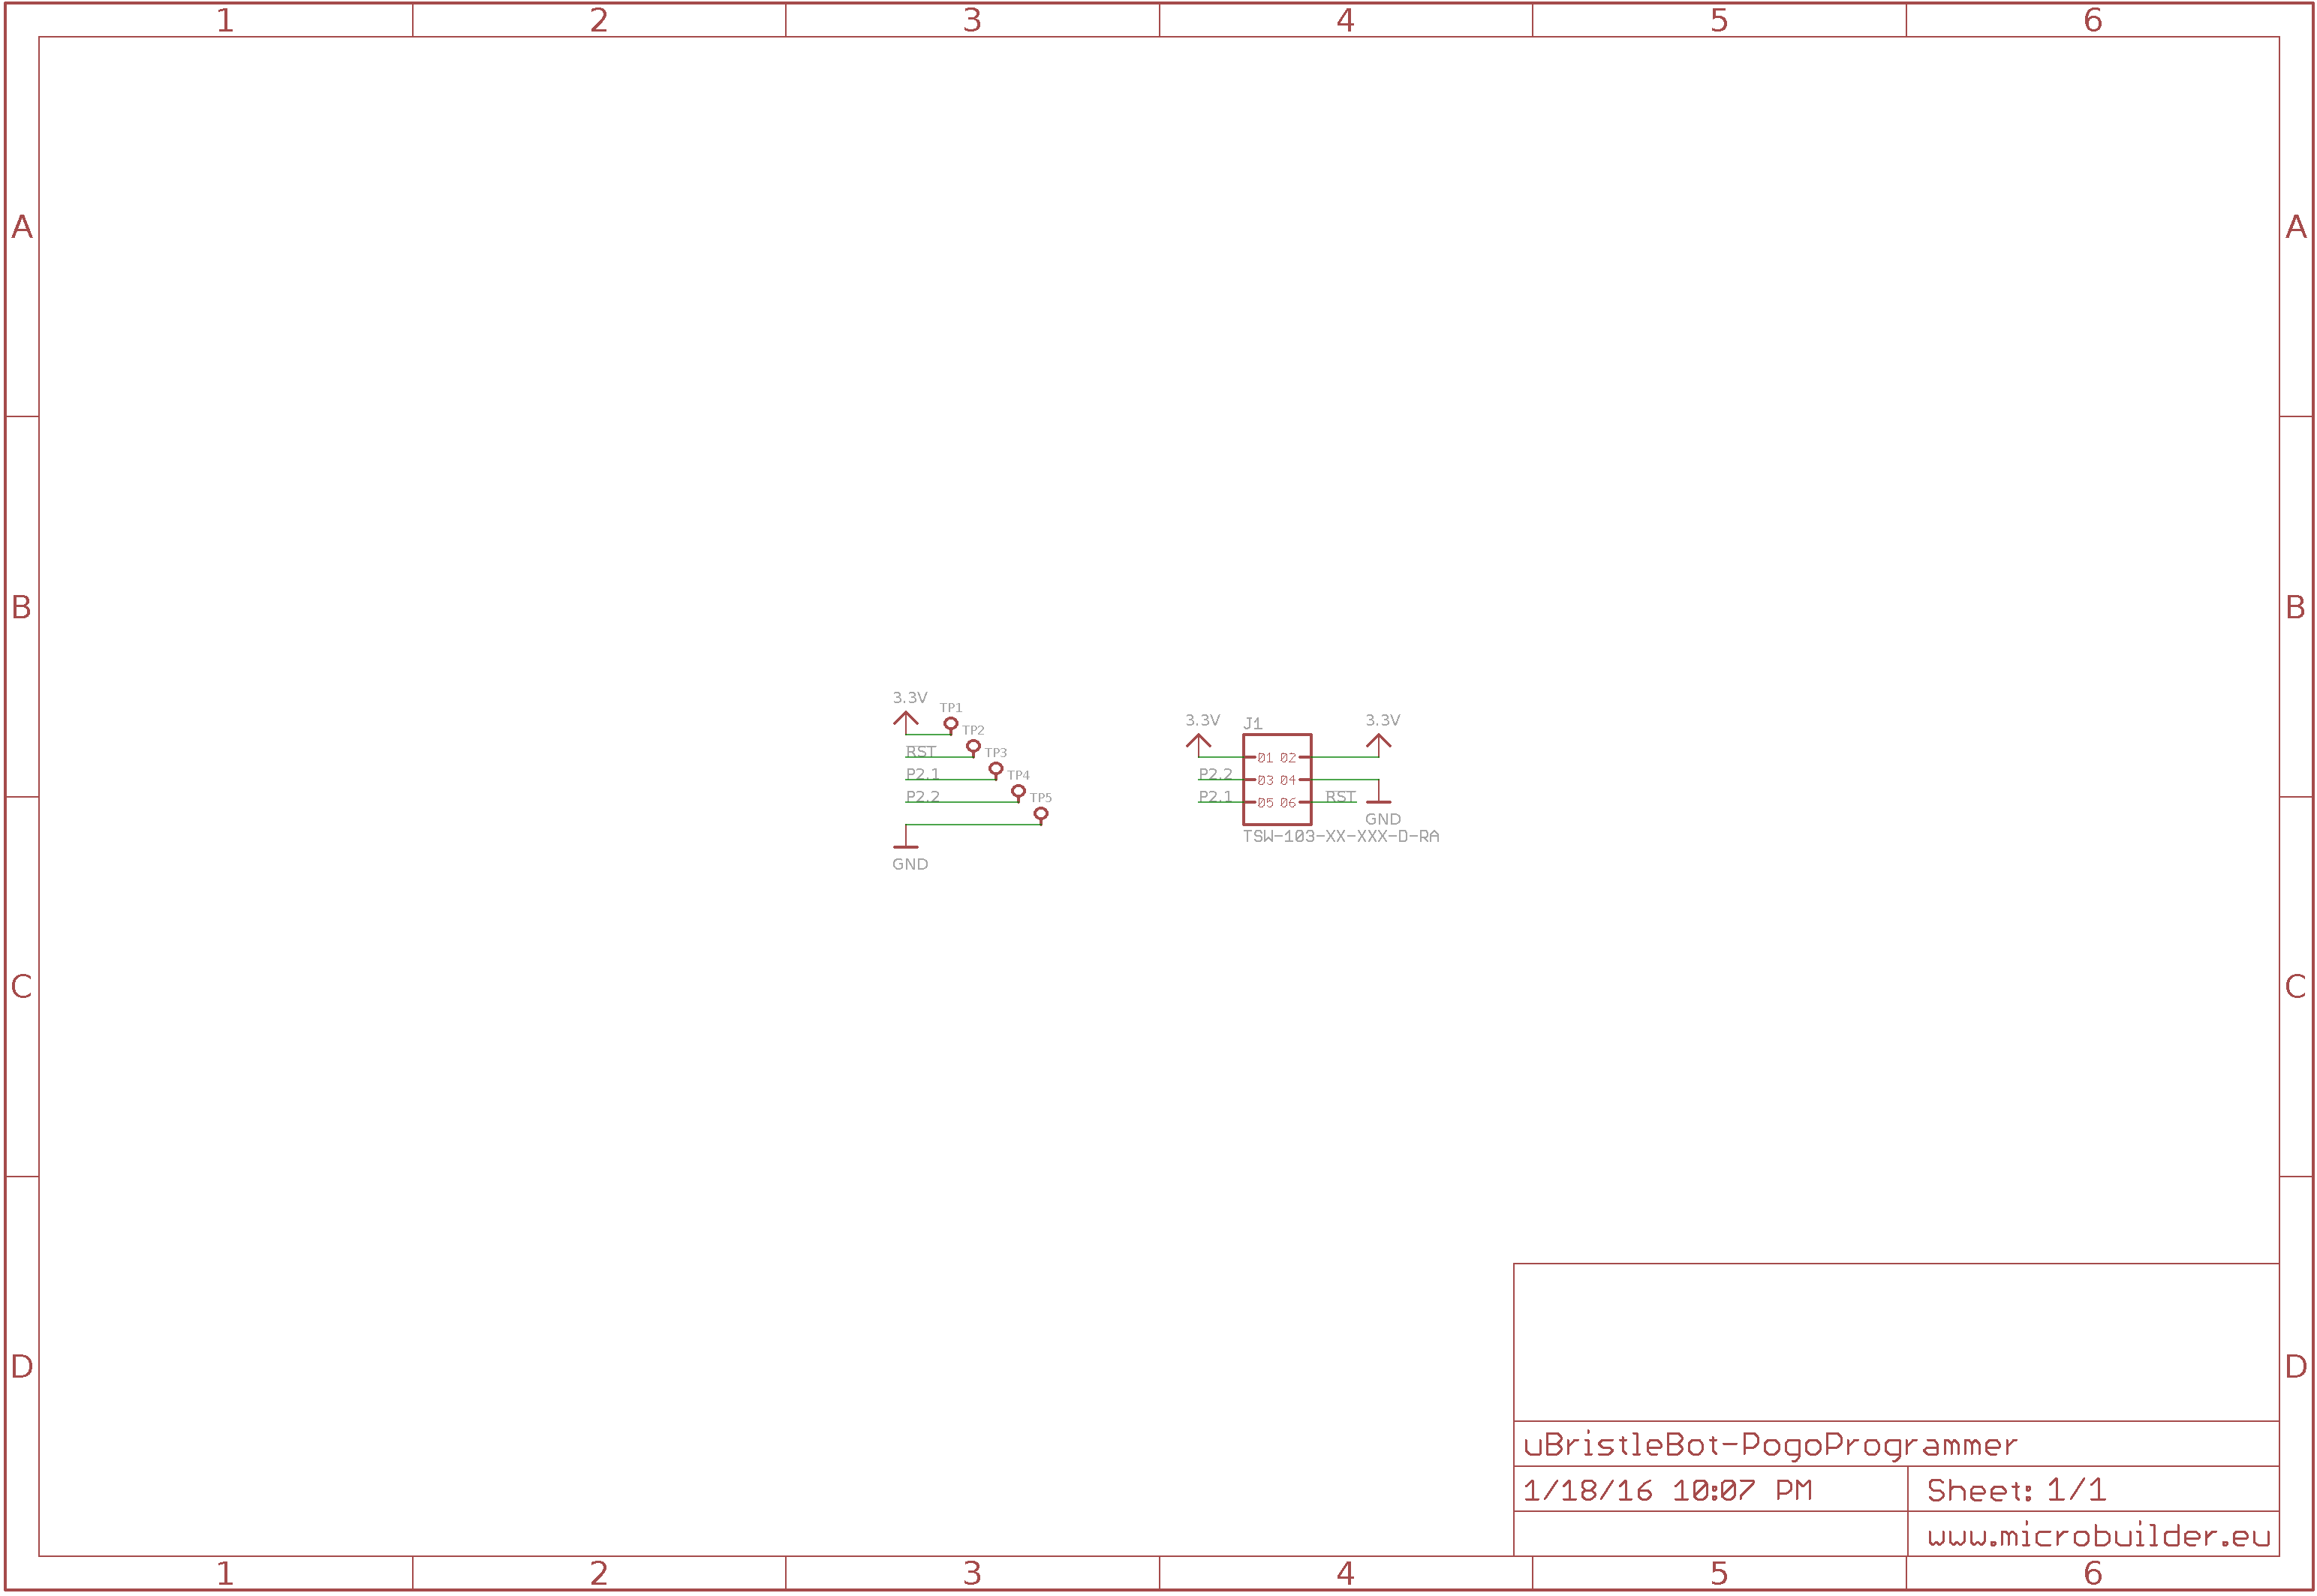 1 2 3 4 5 6
A A
B B
3.3V
TP1
TP2
RST
TP3
P2.1
TP4
P2.2
TP5
GND
3.3V J1 3.3V
01 02
P2.2 03 04
P2.1 05 06 RST
GND
TSW-103-XX-XXX-D-RA
C C
D D
uBristleBot-PogoProgrammer
1/18/16 10:07 PM Sheet: 1/1
www.microbuilder.eu
1 2 3 4 5 6